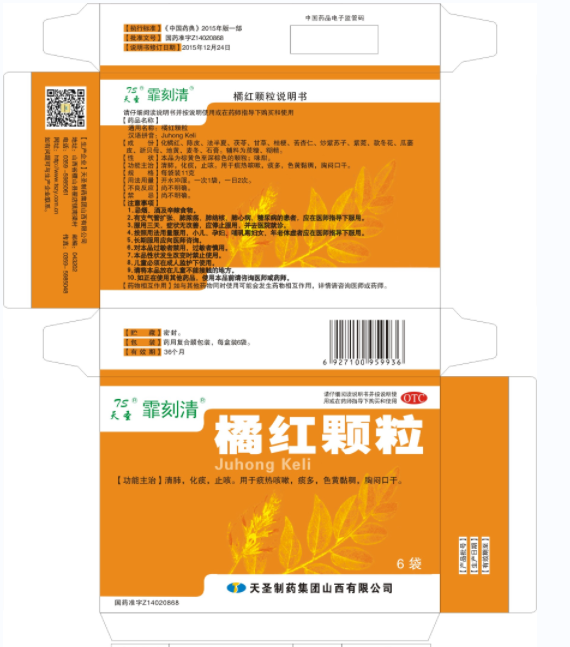 中国药品电子监管码
【执行标准】《中国药典》2015年版一部
【批准文号】国药准字Z14020868
【说明书修订日期】2015年12月24日
75®
天圣
霏刻清®
橘红颗粒说明书
请仔细阅读说明书并按说明使用或在药师指导下购买和使用
【药品名称】
通用名称：橘红颗粒
汉语拼音：Juhong Keli
【成 份】化橘红、陈皮、法半夏、茯苓、甘草、桔梗、苦杏仁、炒紫苏子、紫菀、款冬花、瓜蒌
皮、浙贝母、地黄、麦冬、石膏。辅料为蔗糖、糊精。
【性 状】本品为棕黄色至深棕色的颗粒；味甜。
【功能主治】清肺，化痰，止咳。用于痰热咳嗽，痰多，色黄黏稠，胸闷口干。
【规 格】每袋装11克
【用法用量】开水冲服。一次1袋，一日2次。
【不良反应】尚不明确。
【禁 忌】尚不明确。
【注意事项】
1.忌烟、酒及辛辣食物。
2.有支气管扩张、肺脓疡、肺结核、肺心病、糖尿病的患者，应在医师指导下服用。
3.服用三天，症状无改善，应停止服用，并去医院就诊。
4.按照用法用量服用，小儿、孕妇、哺乳期妇女、年老体虚者应在医师指导下服用。
5.长期服用应向医师咨询。
6.对本品过敏者禁用，过敏者慎用。
7.本品性状发生改变时禁止使用。
8.儿童必须在成人监护下使用。
9.请将本品放在儿童不能接触的地方。
10.如正在使用其他药品，使用本品前请咨询医师或药师。
【药物相互作用】如与其他药物同时使用可能会发生药物相互作用，详情请咨询医师或药师。
【生产企业】天圣制药集团山西有限公司
如有问题可与生产企业联系。
【贮 藏】密封。
【包 装】药用复合膜包装，每盒装6袋。
【有 效 期】36个月
6927100959936
75®
天圣
霏刻清®
请仔细阅读说明书并按说明使
用或在药师指导下购买和使用
OTC
橘红颗粒
Juhong Keli
【功能主治】清肺，化痰，止咳。用于痰热咳嗽，痰多，色黄黏稠，胸闷口干。
6 袋
天圣制药集团山西有限公司
国药准字Z14020868
【产品批号】
【生产日期】
【有效期至】